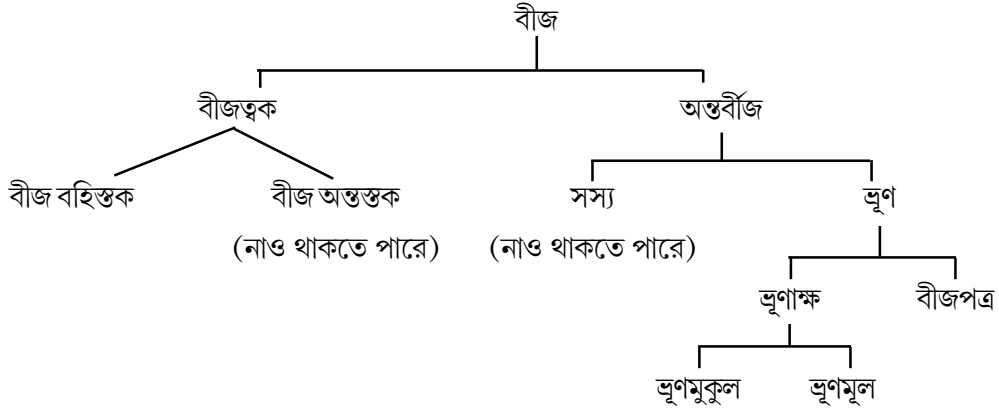 বীজ
বীজত্বক অন্তর্বীজ
বীজ বহিস্তক বীজ অন্তস্তক সস্য ভ্রূণ
(নাও থাকতে পারে) (নাও থাকতে পারে)
ভ্রূণাক্ষ বীজপত্র
ভ্রূণমুকুল ভ্রূণমূল